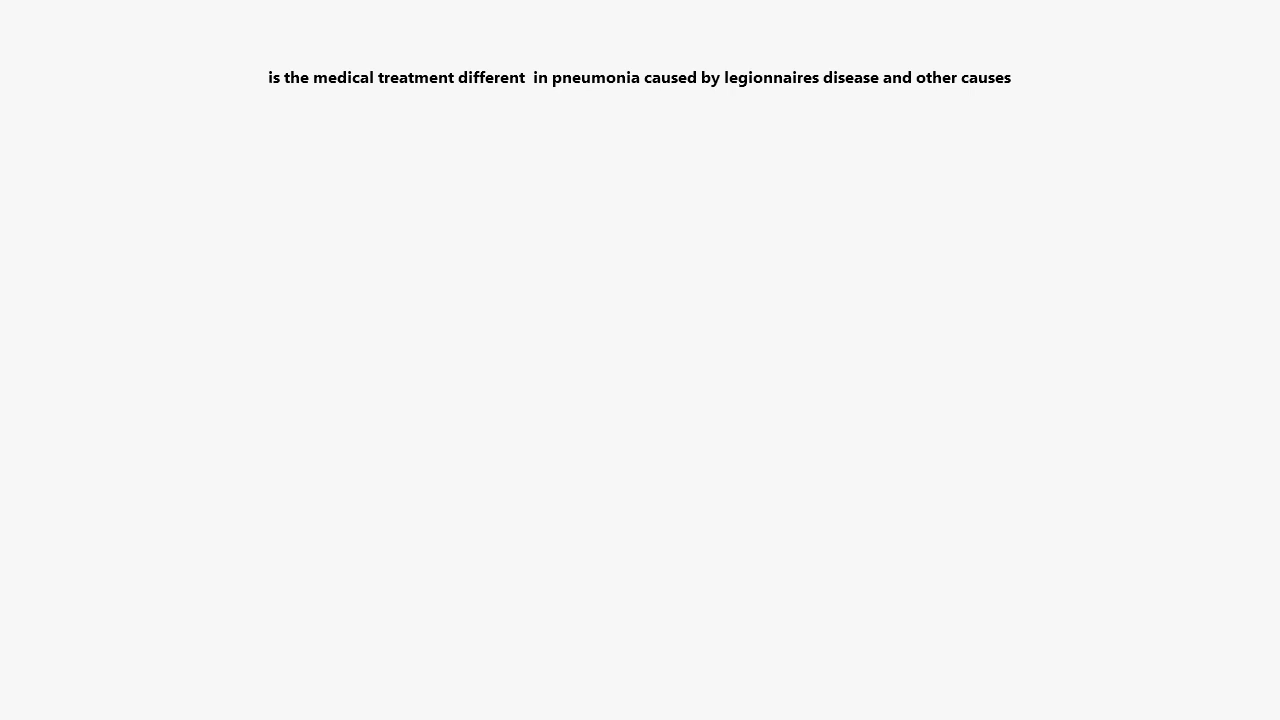 is the medical treatment different  in pneumonia caused by legionnaires disease and other causes